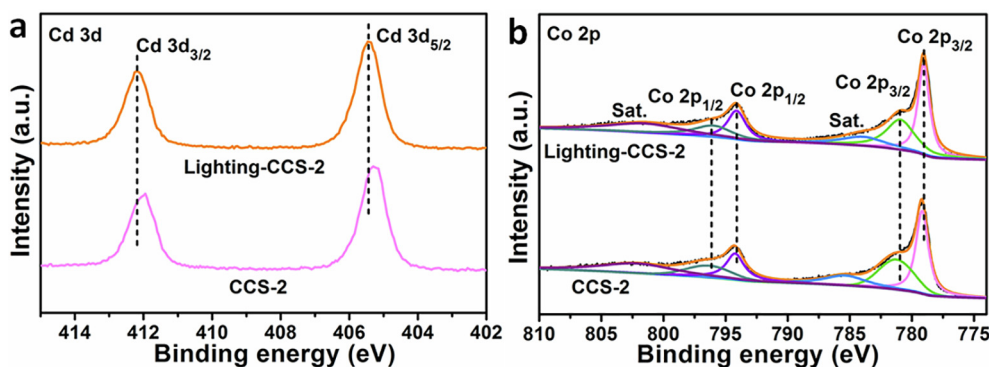 a
Cd 3d
Cd 3d3/2
Cd 3d5/2
Lighting-CCS-2
CCS-2
Intensity (a.u.)
414 412 410 408 406 404 402
Binding energy (eV)
b
Co 2p
Co 2p3/2
Co 2p3/2
Co 2p1/2
Co 2p1/2
Sat.
Sat.
Lighting-CCS-2
CCS-2
Intensity (a.u.)
810 805 800 795 790 785 780 775
Binding energy (eV)